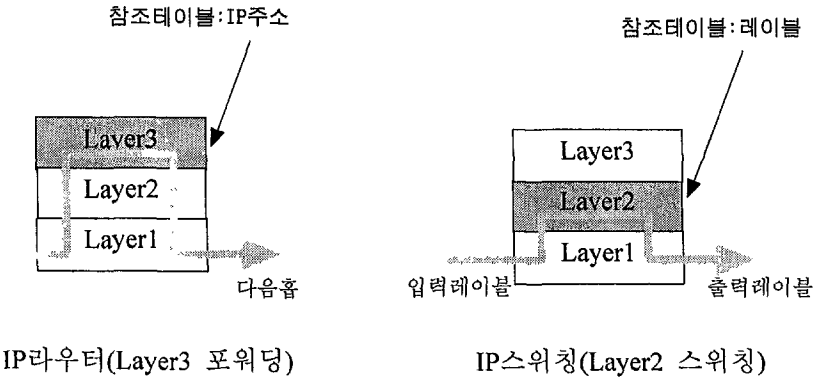 참조테이블:IP주소
Layer3
Layer2
Layer1
다음홉
IP라우터(Layer3 포워딩)
참조테이블:레이블
Layer3
Layer2
Layer1
입력레이블
출력레이블
IP스위칭(Layer2 스위칭)